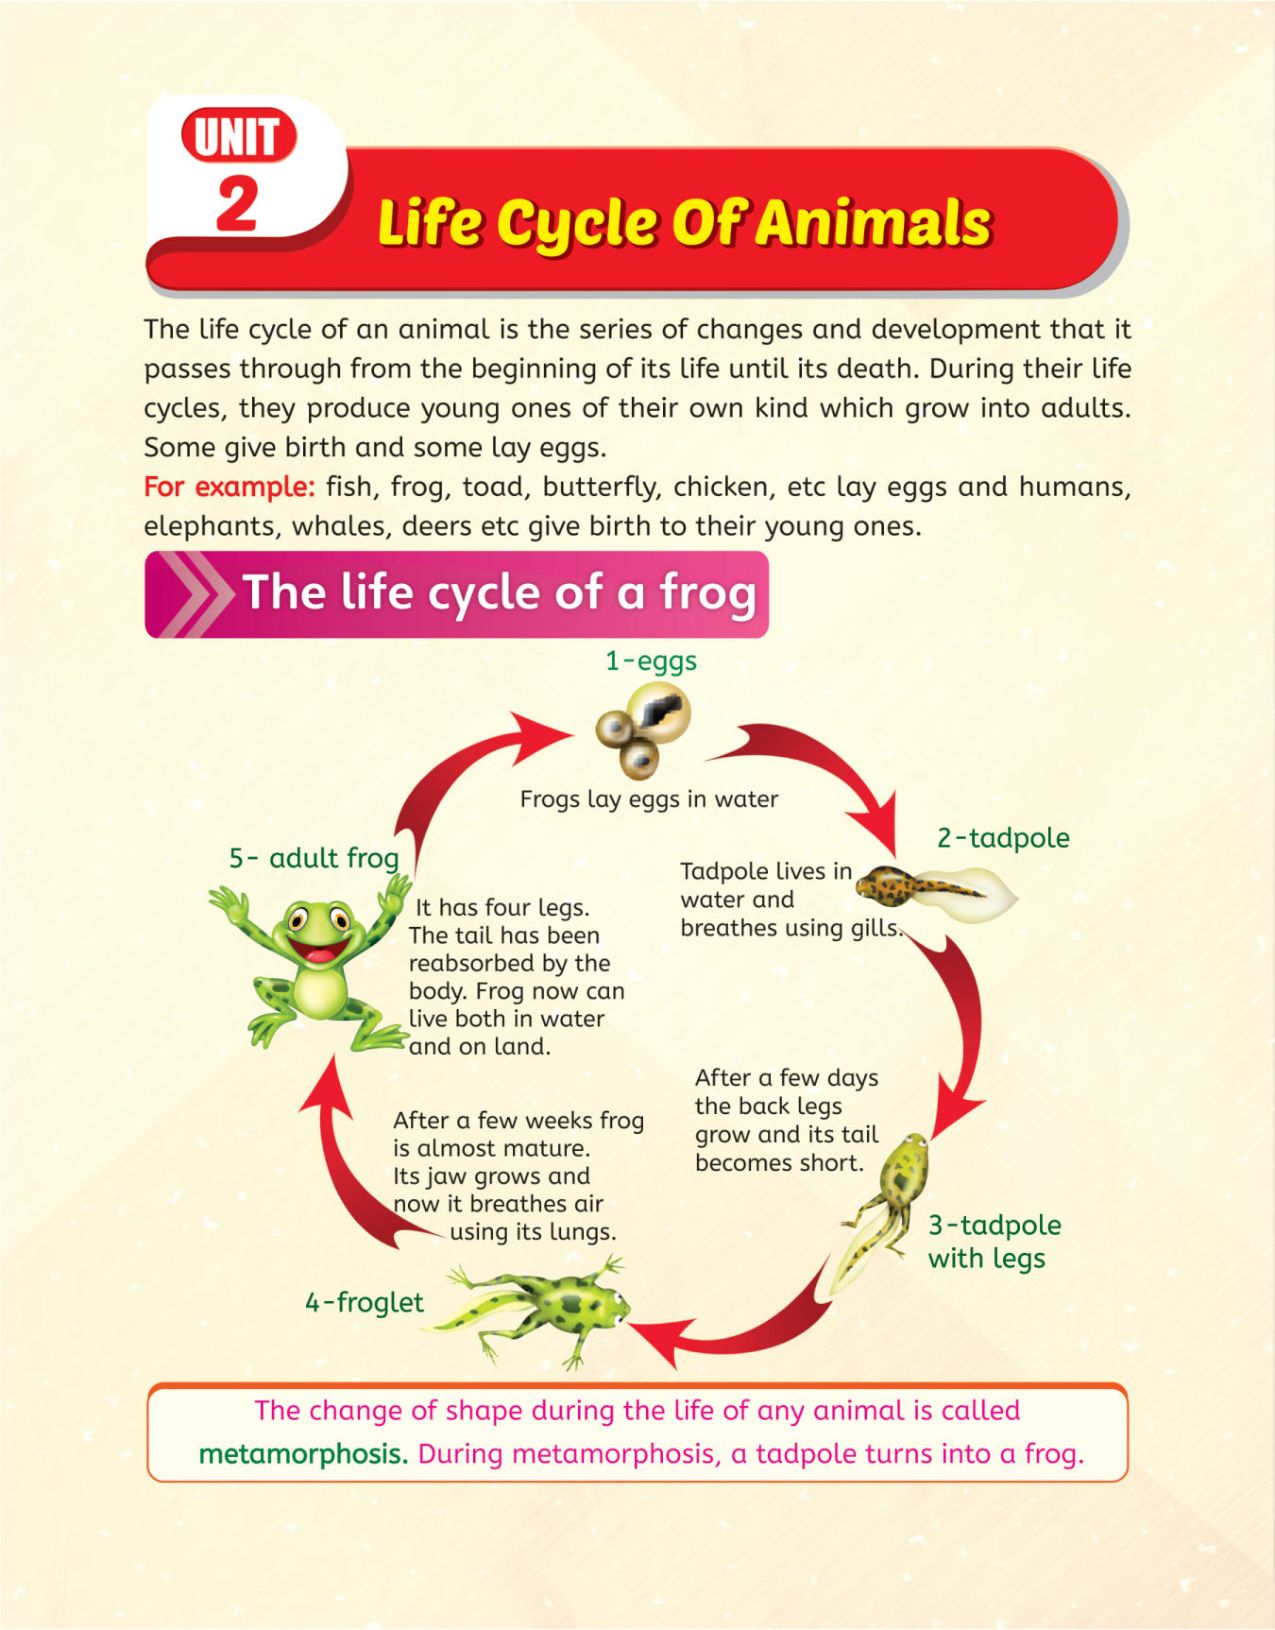 UNIT
2
Life Cycle Of Animals
The life cycle of an animal is the series of changes and development that it
passes through from the beginning of its life until its death. During their life
cycles, they produce young ones of their own kind which grow into adults.
Some give birth and some lay eggs.
For example: fish, frog, toad, butterfly, chicken, etc lay eggs and humans,
elephants, whales, deers etc give birth to their young ones.
The life cycle of a frog
1-eggs
Frogs lay eggs in water
2-tadpole
Tadpole lives in
water and
breathes using gills.
After a few days
the back legs
grow and its tail
becomes short.
3-tadpole
with legs
4-froglet
After a few weeks frog
is almost mature.
Its jaw grows and
now it breathes air
using its lungs.
5- adult frog
It has four legs.
The tail has been
reabsorbed by the
body. Frog now can
live both in water
and on land.
The change of shape during the life of any animal is called
metamorphosis. During metamorphosis, a tadpole turns into a frog.